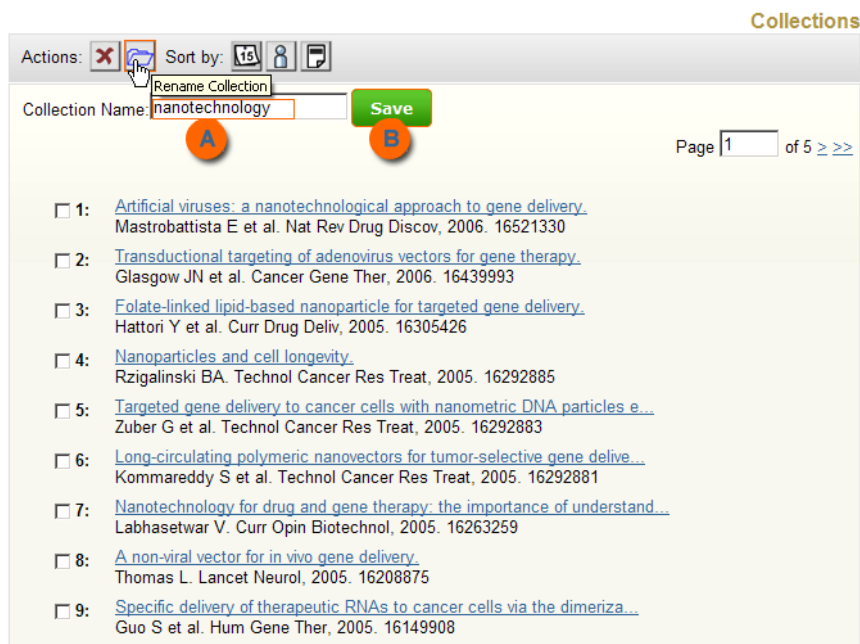 Collections
Actions: Sort by: 15
Rename Collection
Collection Name: nanotechnology Save
A B
Page 1 of 5 > >>
1: Artificial viruses: a nanotechnological approach to gene delivery.
Mastrobattista E et al. Nat Rev Drug Discov, 2006. 16521330
2: Transductional targeting of adenovirus vectors for gene therapy.
Glasgow JN et al. Cancer Gene Ther, 2006. 16439993
3: Folate-linked lipid-based nanoparticle for targeted gene delivery.
Hattori Y et al. Curr Drug Deliv, 2005. 16305426
4: Nanoparticles and cell longevity.
Rzigalinski BA. Technol Cancer Res Treat, 2005. 16292885
5: Targeted gene delivery to cancer cells with nanometric DNA particles e...
Zuber G et al. Technol Cancer Res Treat, 2005. 16292883
6: Long-circulating polymeric nanovectors for tumor-selective gene delive...
Kommareddy S et al. Technol Cancer Res Treat, 2005. 16292881
7: Nanotechnology for drug and gene therapy: the importance of understand...
Labhasetwar V. Curr Opin Biotechnol, 2005. 16263259
8: A non-viral vector for in vivo gene delivery.
Thomas L. Lancet Neurol, 2005. 16208875
9: Specific delivery of therapeutic RNAs to cancer cells via the dimeriza...
Guo S et al. Hum Gene Ther, 2005. 16149908